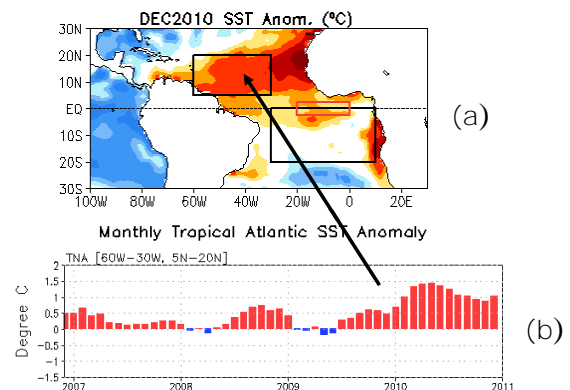 DEC2010 SST Anom. (ºC)
30N
20N
10N
EQ
10S
20S
30S
100W 80W 60W 40W 20W 0 20E
(a)
Monthly Trapical Atlantic SST Anomaly
TNA [60W-30W, 5N-20N]
Degree C
2
1.5
1
0.5
0
-0.5
-1
-1.5
2007 2008 2009 2010 2011
(b)